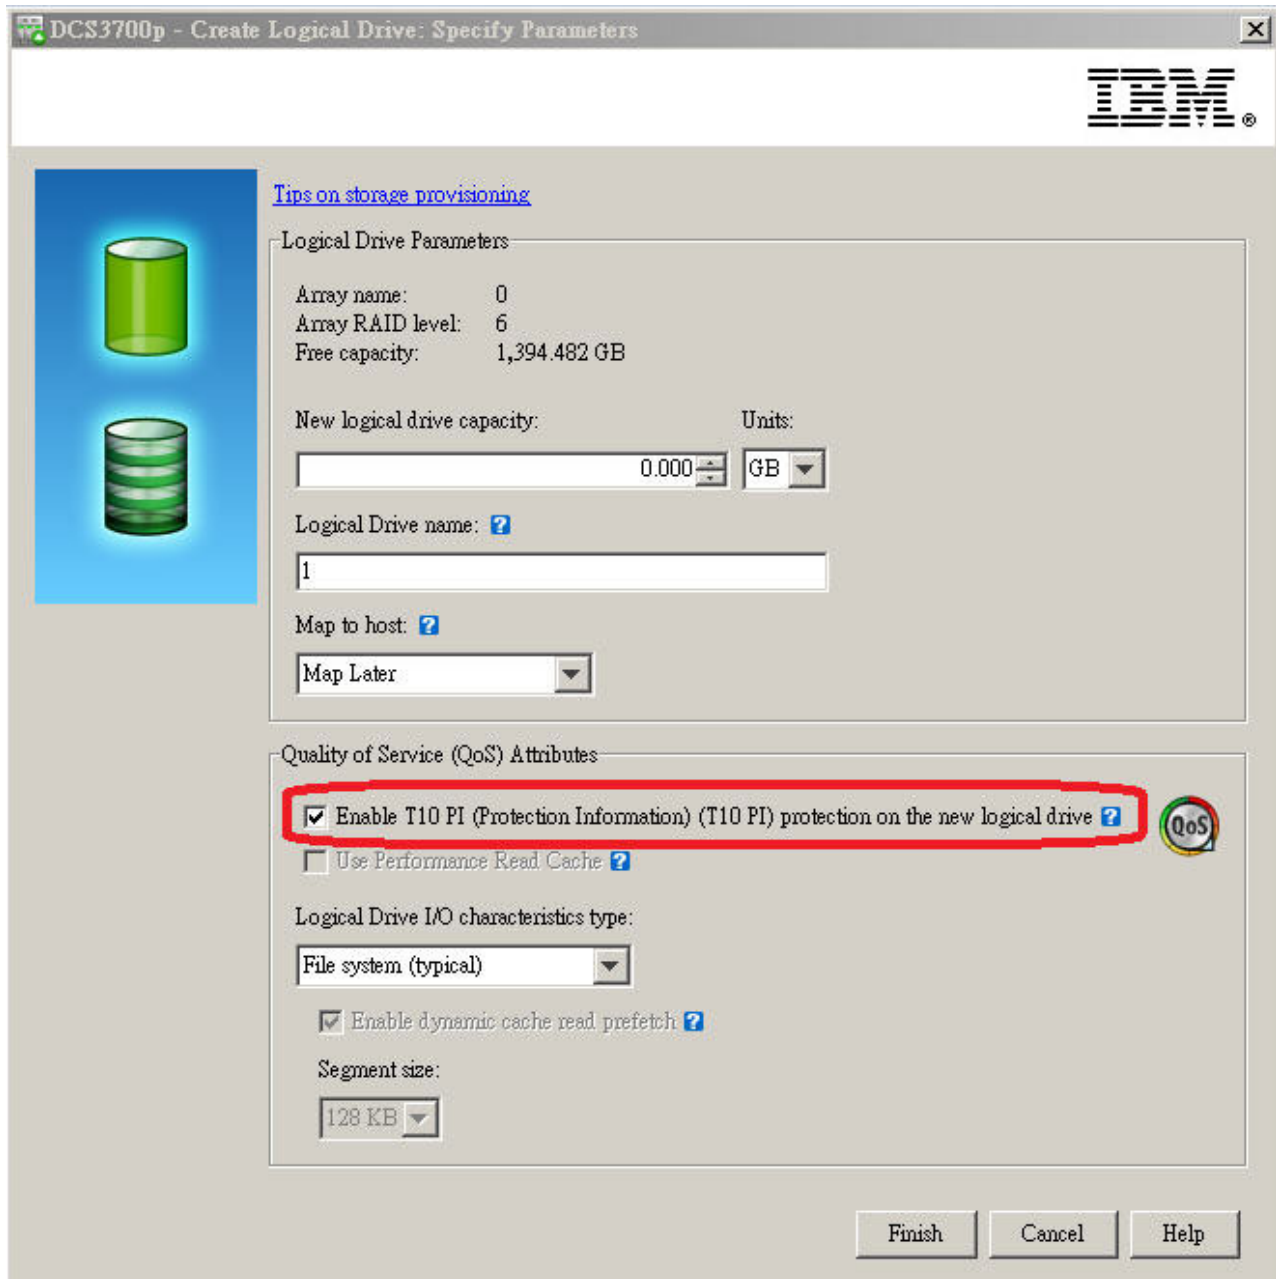 DCS3700p - Create Logical Drive: Specify Parameters
IBM®
Tips on storage provisioning
Logical Drive Parameters
Array name: 0
Array RAID level: 6
Free capacity: 1,394.482 GB
New logical drive capacity: Units:
0.000 GB
Logical Drive name: ?
1
Map to host: ?
Map Later
Quality of Service (QoS) Attributes
Enable T10 PI (Protection Information) (T10 PI) protection on the new logical drive ?
QoS
Use Performance Read Cache ?
Logical Drive I/O characteristics type:
File system (typical)
Enable dynamic cache read prefetch ?
Segment size:
128 KB
Finish Cancel Help